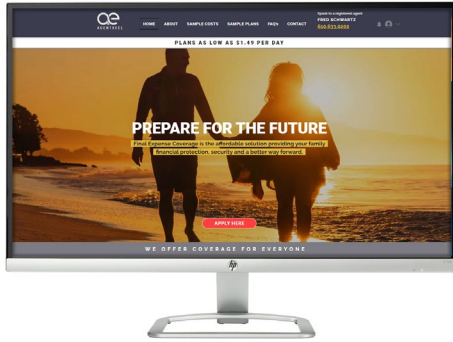 ae
AGENTEXEL
HOME ABOUT SAMPLE COSTS SAMPLE PLANS FAQs CONTACT
Speak to a registered agent
FRED SCHWARTZ
PLANS AS LOW AS $1.49 PER DAY
PREPARE FOR THE FUTURE
Final Expense Coverage is the affordable solution providing your family
financial protection, security and a better way forward.
APPLY HERE
WE OFFER COVERAGE FOR EVERYONE
hp